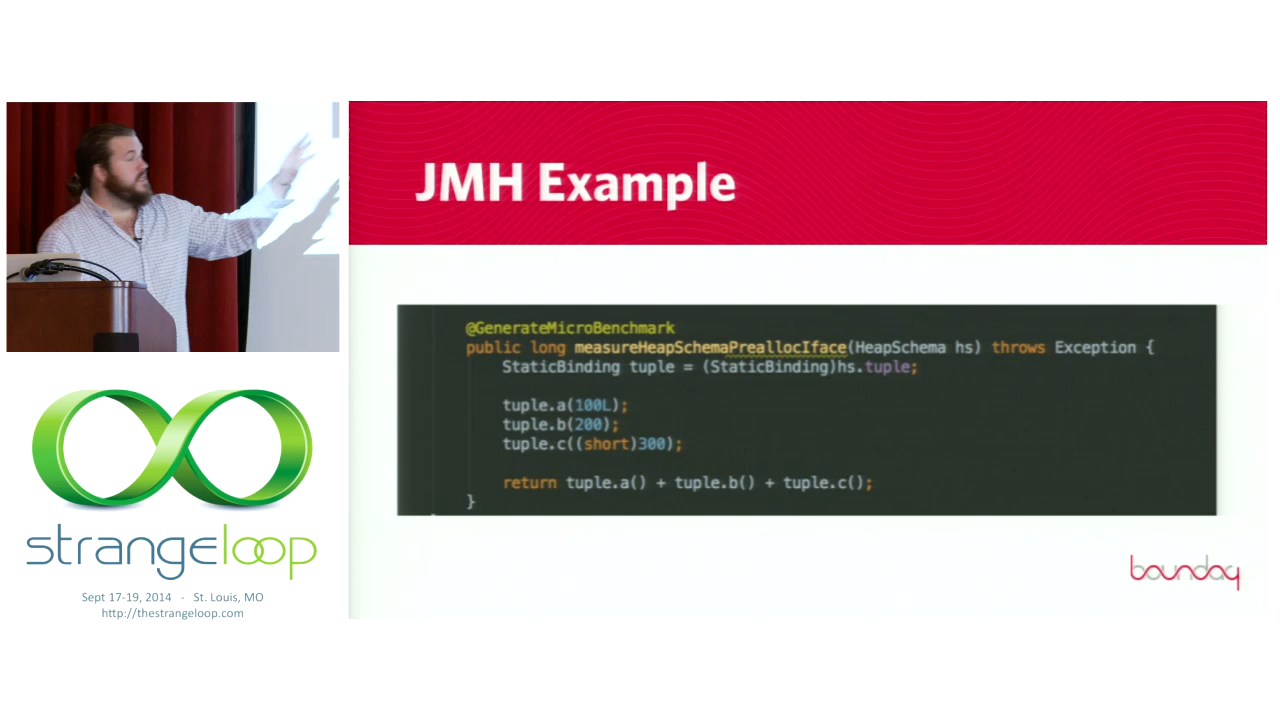 JMH Example
@GenerateMicroBenchmark
public long measureHeapSchemaPreallocIface(HeapSchema hs) throws Exception {
StaticBinding tuple = (StaticBinding)hs.tuple;
tuple.a(100L);
tuple.b(200);
tuple.c((short)300);
return tuple.a() + tuple.b() + tuple.c();
}
boundary
strangeloop
Sept 17-19, 2014 - St. Louis, MO
http://thestrangeloop.com